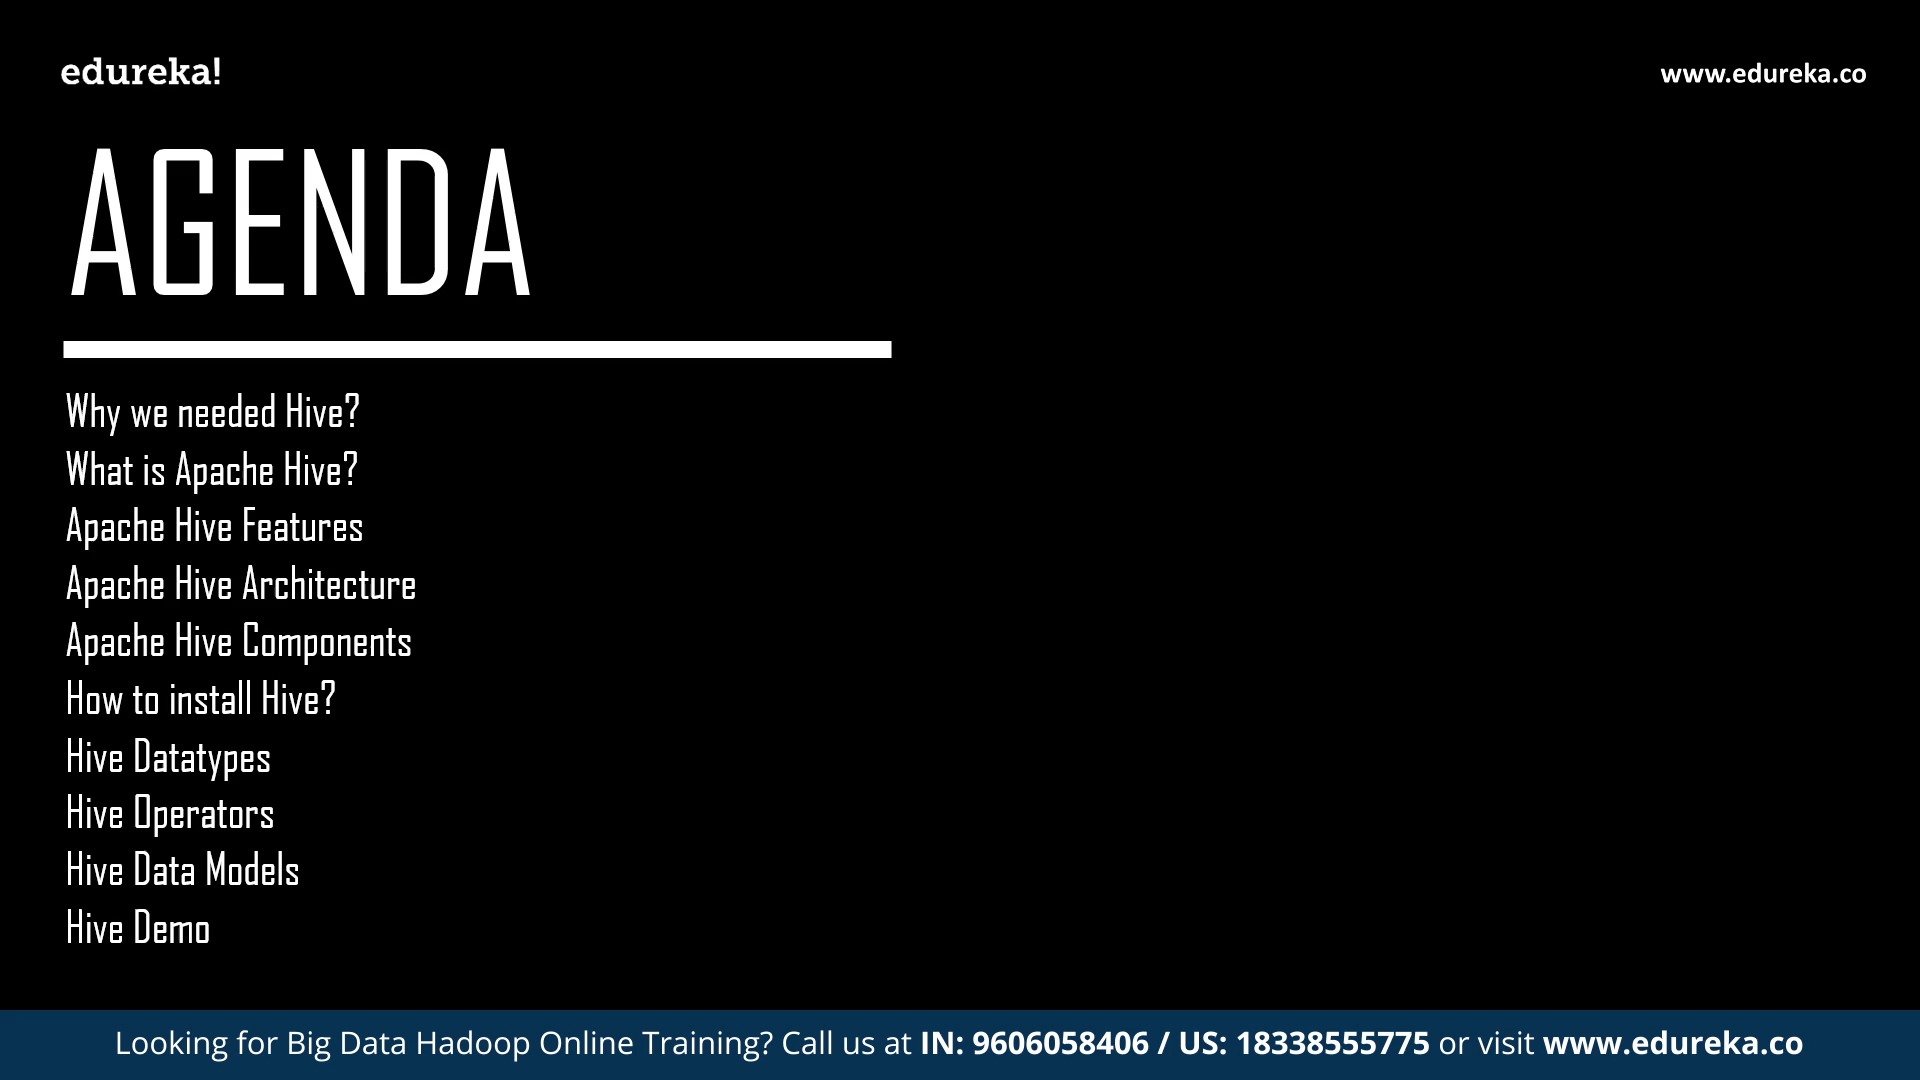 edureka!
www.edureka.co
AGENDA
Why we needed Hive?
What is Apache Hive?
Apache Hive Features
Apache Hive Architecture
Apache Hive Components
How to install Hive?
Hive Datatypes
Hive Operators
Hive Data Models
Hive Demo
Looking for Big Data Hadoop Online Training? Call us at IN: 9606058406 / US: 18338555775 or visit www.edureka.co